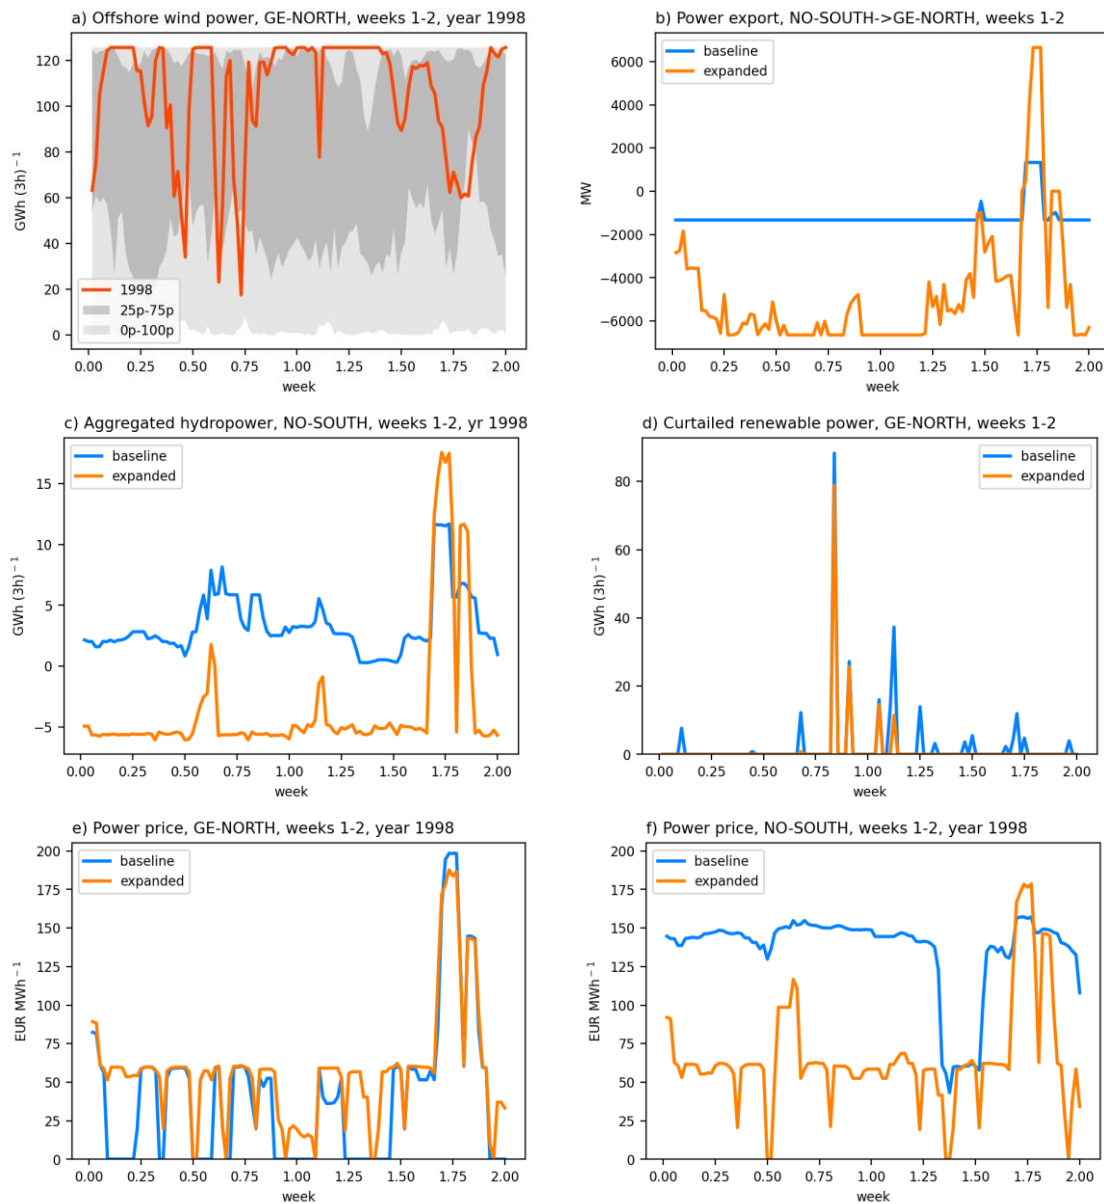 a) Offshore wind power, GE-NORTH, weeks 1-2, year 1998
120
100
80
60
40
20
0
GWh (3h)⁻¹
1998
25p-75p
0p-100p
0.00 0.25 0.50 0.75 1.00 1.25 1.50 1.75 2.00
week
b) Power export, NO-SOUTH->GE-NORTH, weeks 1-2
baseline
expanded
6000
4000
2000
0
−2000
−4000
−6000
MW
0.00 0.25 0.50 0.75 1.00 1.25 1.50 1.75 2.00
week
c) Aggregated hydropower, NO-SOUTH, weeks 1-2, yr 1998
baseline
expanded
15
10
5
0
−5
GWh (3h)⁻¹
0.00 0.25 0.50 0.75 1.00 1.25 1.50 1.75 2.00
week
d) Curtailed renewable power, GE-NORTH, weeks 1-2
baseline
expanded
80
60
40
20
0
GWh (3h)⁻¹
0.00 0.25 0.50 0.75 1.00 1.25 1.50 1.75 2.00
week
e) Power price, GE-NORTH, weeks 1-2, year 1998
baseline
expanded
200
175
150
125
100
75
50
25
0
EUR MWh⁻¹
0.00 0.25 0.50 0.75 1.00 1.25 1.50 1.75 2.00
week
f) Power price, NO-SOUTH, weeks 1-2, year 1998
baseline
expanded
200
175
150
125
100
75
50
25
0
EUR MWh⁻¹
0.00 0.25 0.50 0.75 1.00 1.25 1.50 1.75 2.00
week